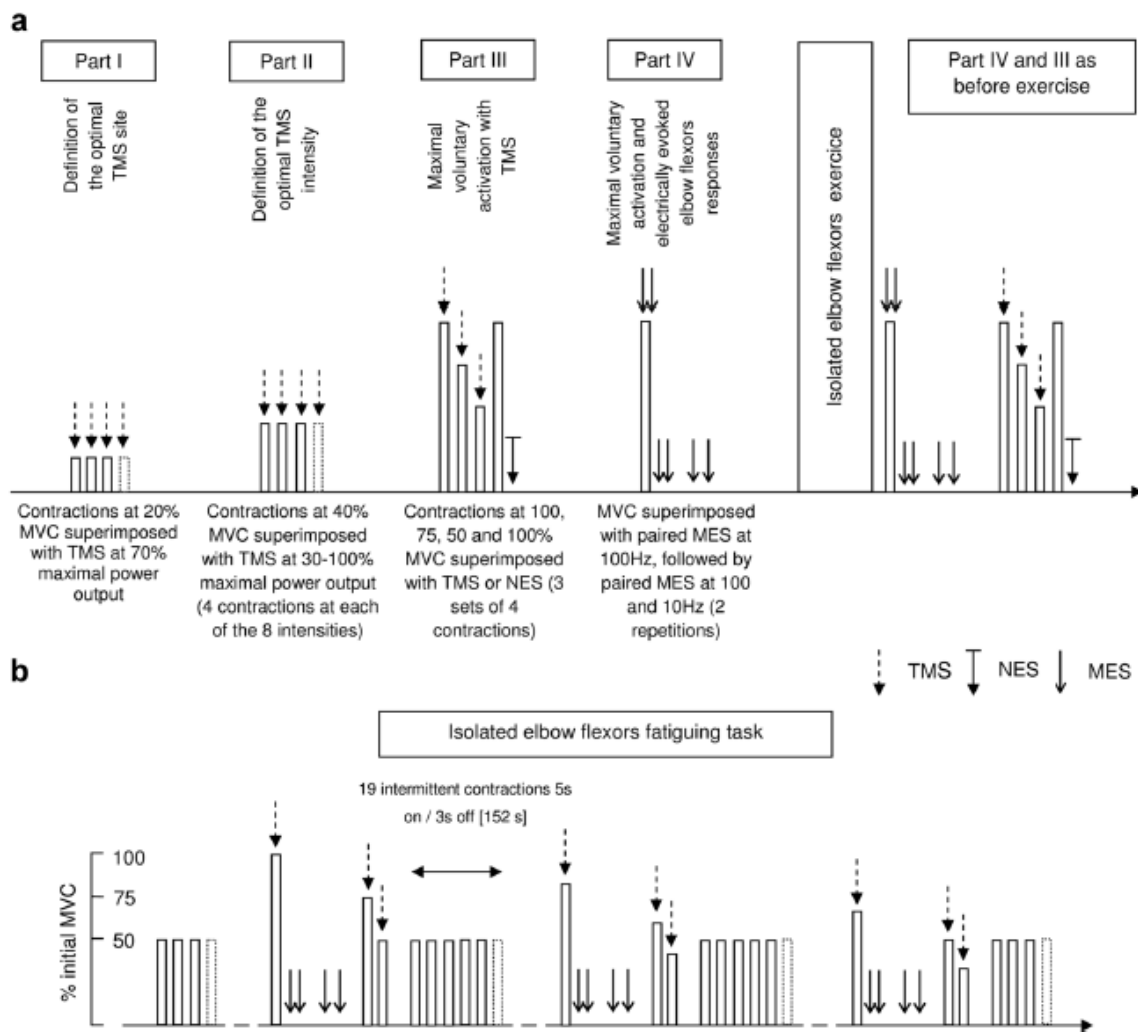 a
Part I
Part II
Part III
Part IV
Part IV and III as
before exercise
Definition of
the optimal
TMS site
Definition of the
optimal TMS
intensity
Maximal
voluntary
activation with
TMS
Maximal voluntary
activation and
electrically evoked
elbow flexors
responses
Isolated elbow flexors exercice
Contractions at 20%
MVC superimposed
with TMS at 70%
maximal power
output
Contractions at 40%
MVC superimposed
with TMS at 30-100%
maximal power output
(4 contractions at each
of the 8 intensities)
Contractions at 100,
75, 50 and 100%
MVC superimposed
with TMS or NES (3
sets of 4
contractions)
MVC superimposed
with paired MES at
100Hz, followed by
paired MES at 100
and 10Hz (2
repetitions)
TMS NES MES
b
Isolated elbow flexors fatiguing task
19 intermittent contractions 5s
on / 3s off [152 s]
% initial MVC
100
75
50